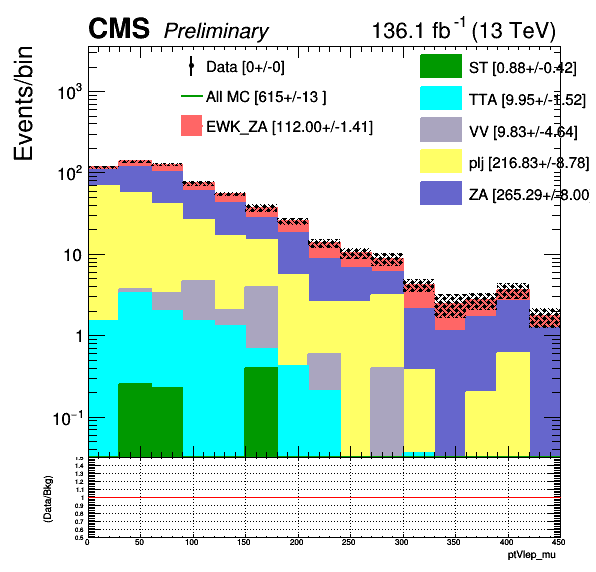 CMS Preliminary 136.1 fb⁻¹ (13 TeV)
Events/bin
Data [0+/-0]
All MC [615+/-13 ]
EWK_ZA [112.00+/-1.41]
ST [0.88+/-0.42]
TTA [9.95+/-1.52]
VV [9.83+/-4.64]
plj [216.83+/-8.78]
ZA [265.29+/-8.00
10³
10²
10
1
10⁻¹
(Data/Bkg)
1.5
1.4
1.3
1.2
1.1
1
0.9
0.8
0.7
0.6
0.5
0 50 100 150 200 250 300 350 400 450
ptVlep_mu